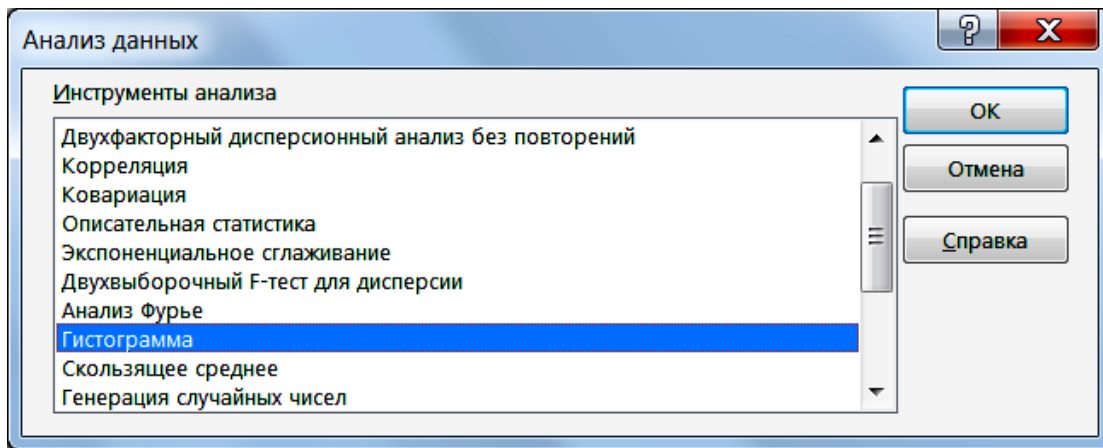 Анализ данных
Инструменты анализа
Двухфакторный дисперсионный анализ без повторений
Корреляция
Ковариация
Описательная статистика
Экспоненциальное сглаживание
Двухвыборочный F-тест для дисперсии
Анализ Фурье
Гистограмма
Скользящее среднее
Генерация случайных чисел
ОК
Отмена
Справка